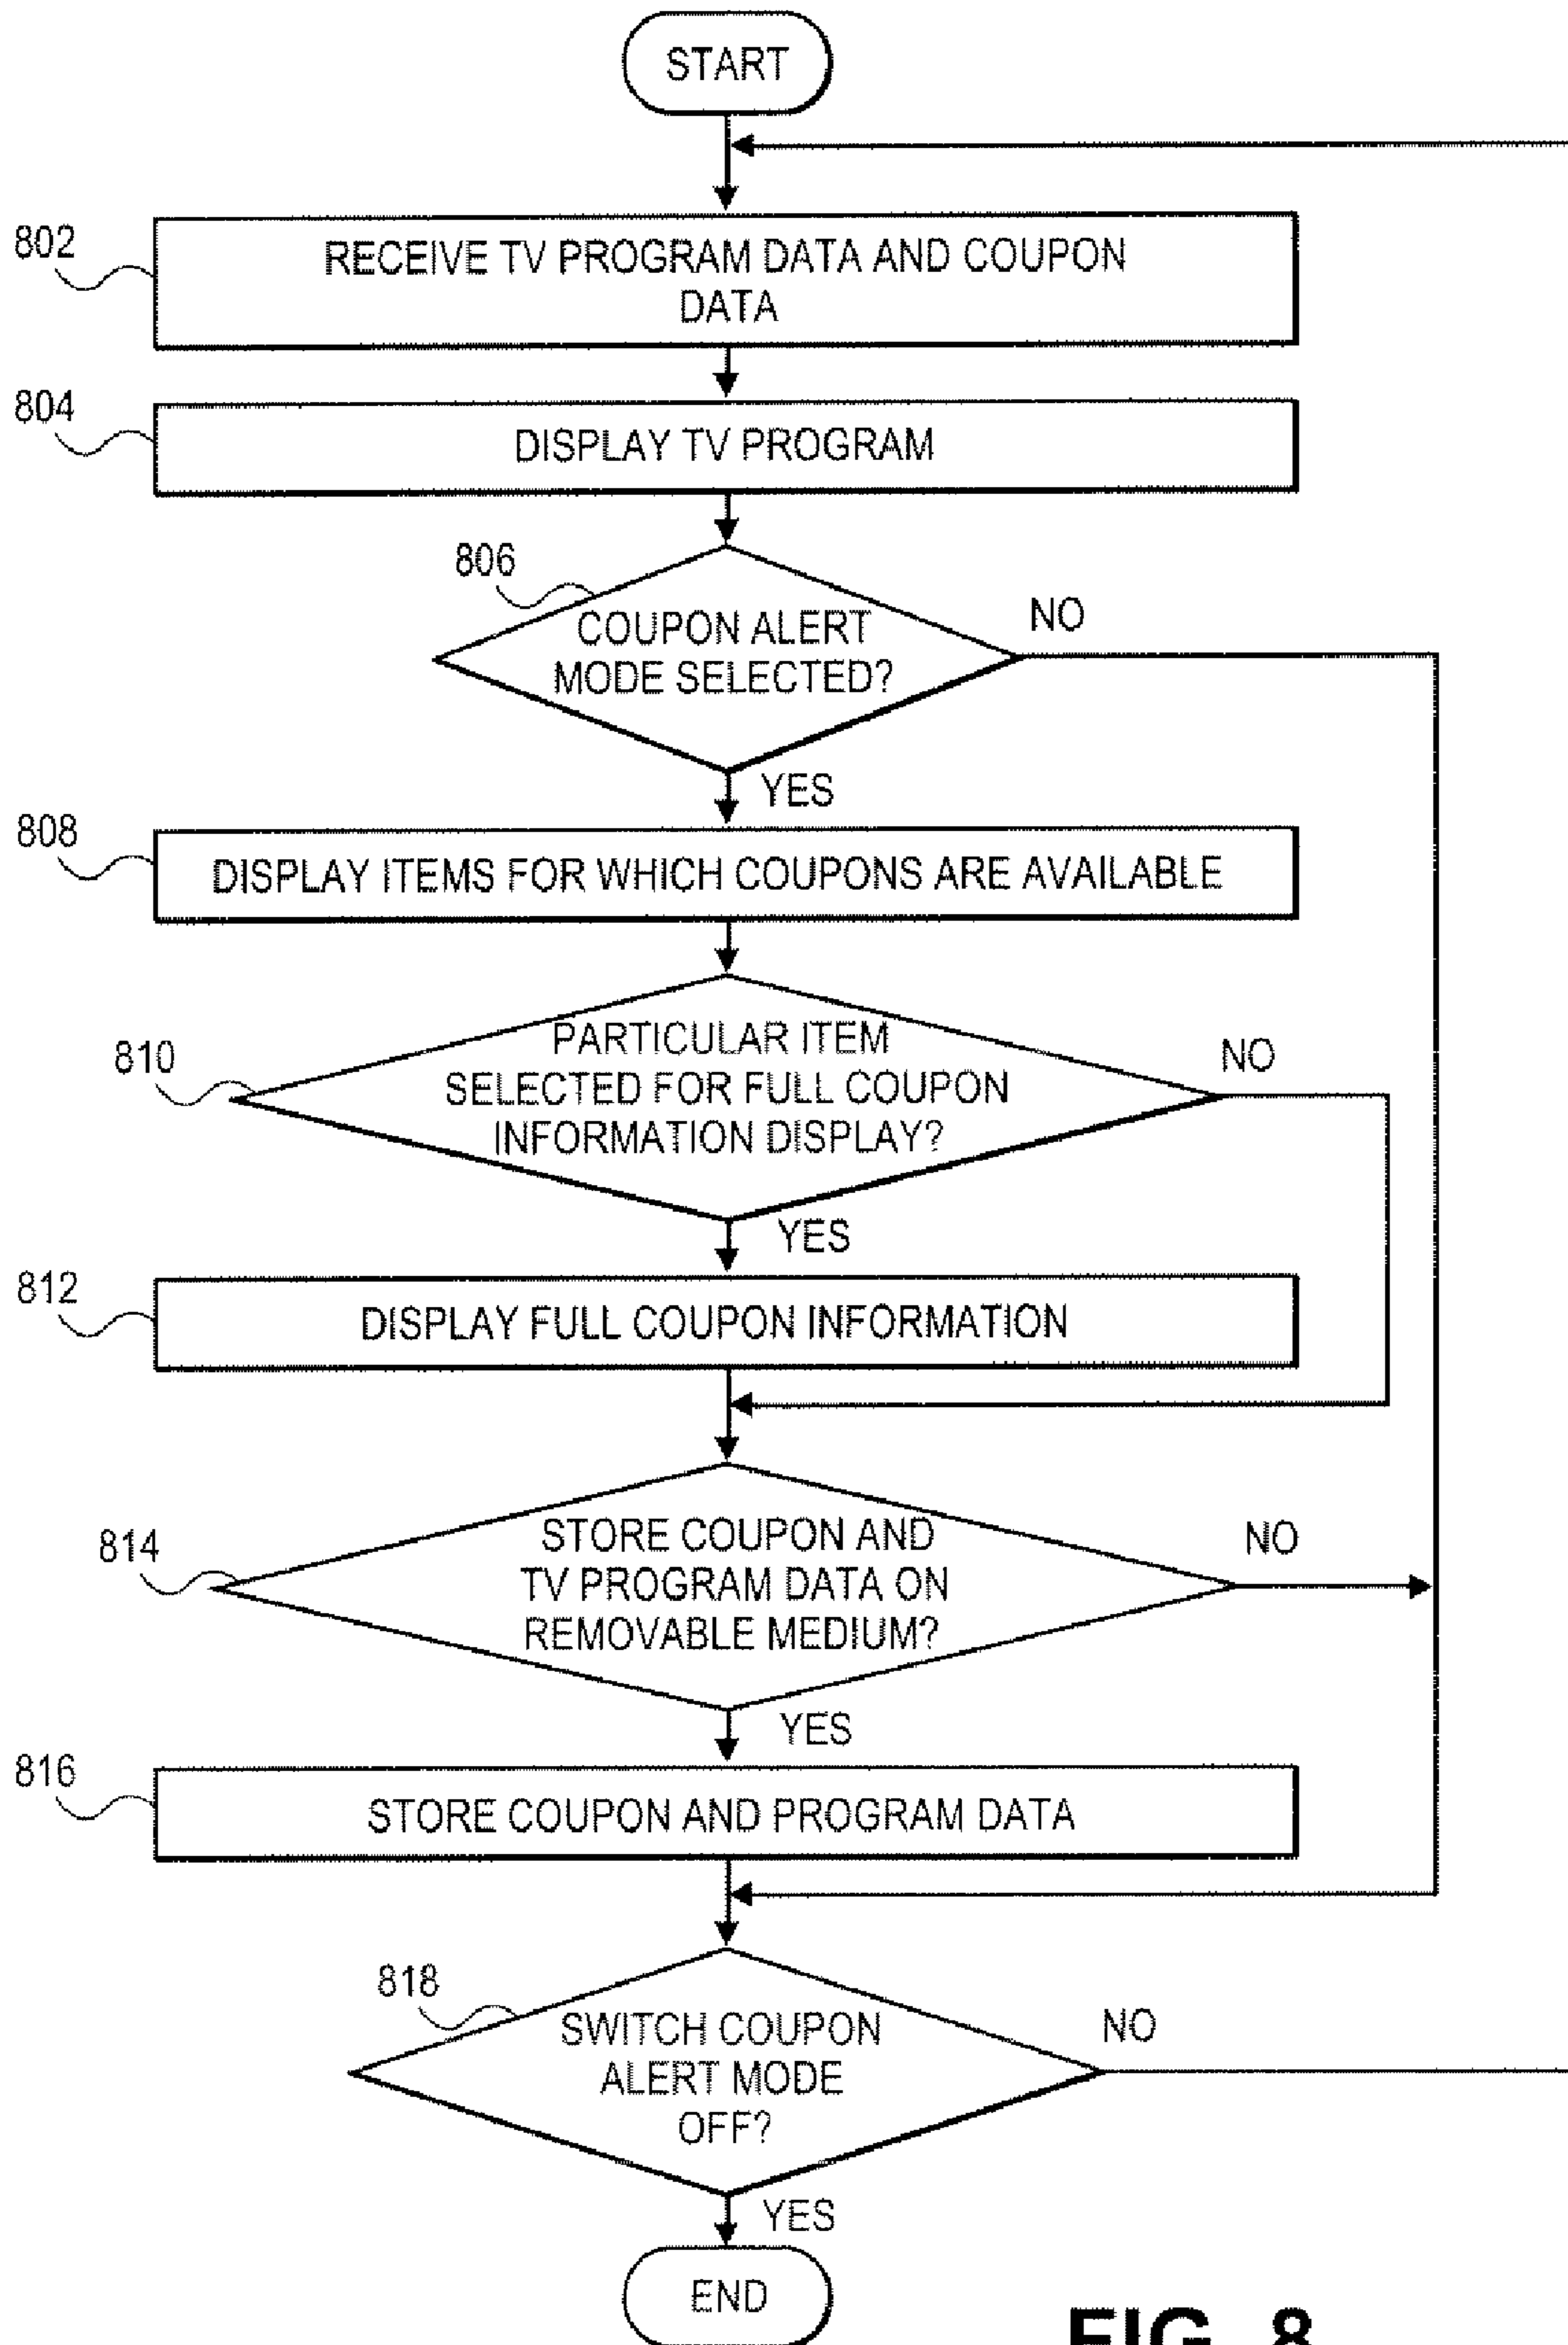 START
802
RECEIVE TV PROGRAM DATA AND COUPON
DATA
804
DISPLAY TV PROGRAM
806
COUPON ALERT
MODE SELECTED?
NO
YES
808
DISPLAY ITEMS FOR WHICH COUPONS ARE AVAILABLE
810
PARTICULAR ITEM
SELECTED FOR FULL COUPON
INFORMATION DISPLAY?
NO
YES
812
DISPLAY FULL COUPON INFORMATION
814
STORE COUPON AND
TV PROGRAM DATA ON
REMOVABLE MEDIUM?
NO
YES
816
STORE COUPON AND PROGRAM DATA
818
SWITCH COUPON
ALERT MODE
OFF?
NO
YES
END
FIG. 8